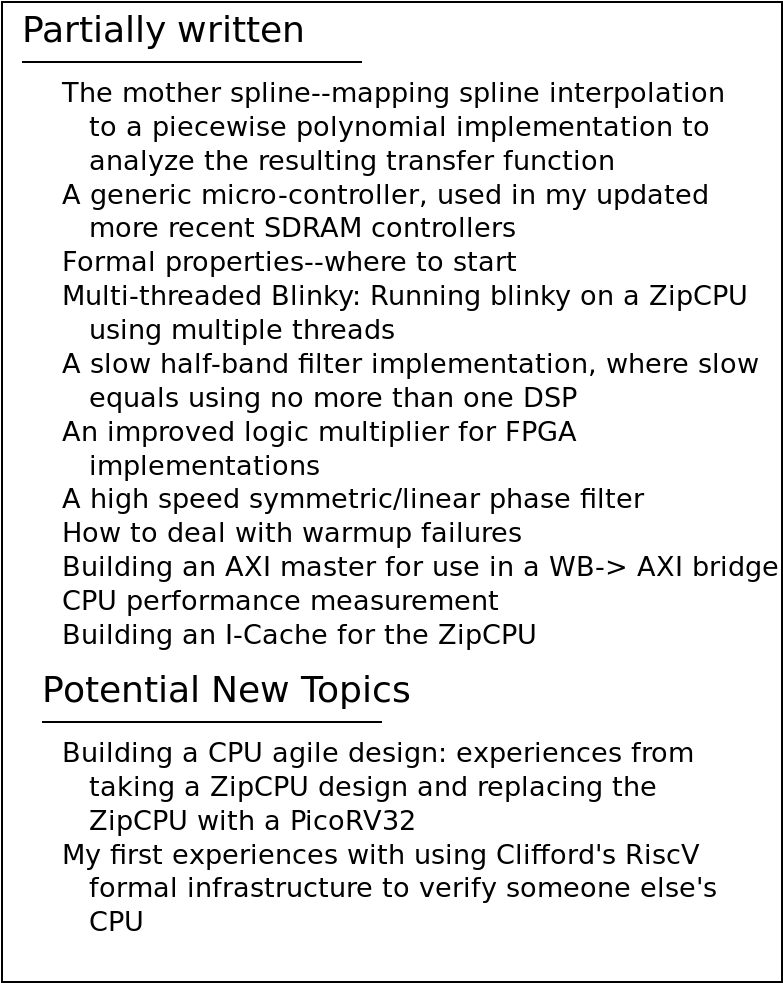 Partially written
The mother spline--mapping spline interpolation
to a piecewise polynomial implementation to
analyze the resulting transfer function
A generic micro-controller, used in my updated
more recent SDRAM controllers
Formal properties--where to start
Multi-threaded Blinky: Running blinky on a ZipCPU
using multiple threads
A slow half-band filter implementation, where slow
equals using no more than one DSP
An improved logic multiplier for FPGA
implementations
A high speed symmetric/linear phase filter
How to deal with warmup failures
Building an AXI master for use in a WB-> AXI bridge
CPU performance measurement
Building an I-Cache for the ZipCPU
Potential New Topics
Building a CPU agile design: experiences from
taking a ZipCPU design and replacing the
ZipCPU with a PicoRV32
My first experiences with using Clifford's RiscV
formal infrastructure to verify someone else's
CPU